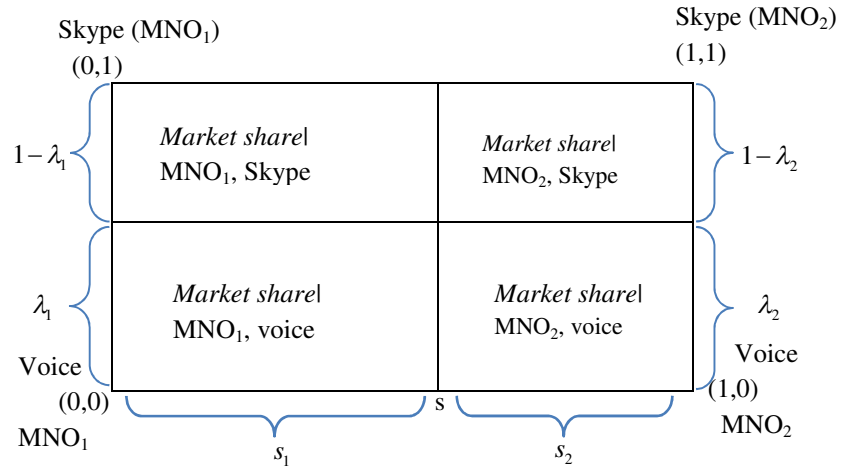 Skype (MNO₁)
(0,1)
Skype (MNO₂)
(1,1)
1 − λ₁
Market share|
MNO₁, Skype
Market share|
MNO₂, Skype
1 − λ₂
λ₁
Market share|
MNO₁, voice
Market share|
MNO₂, voice
λ₂
Voice
(0,0)
MNO₁
s
Voice
(1,0)
MNO₂
s₁
s₂